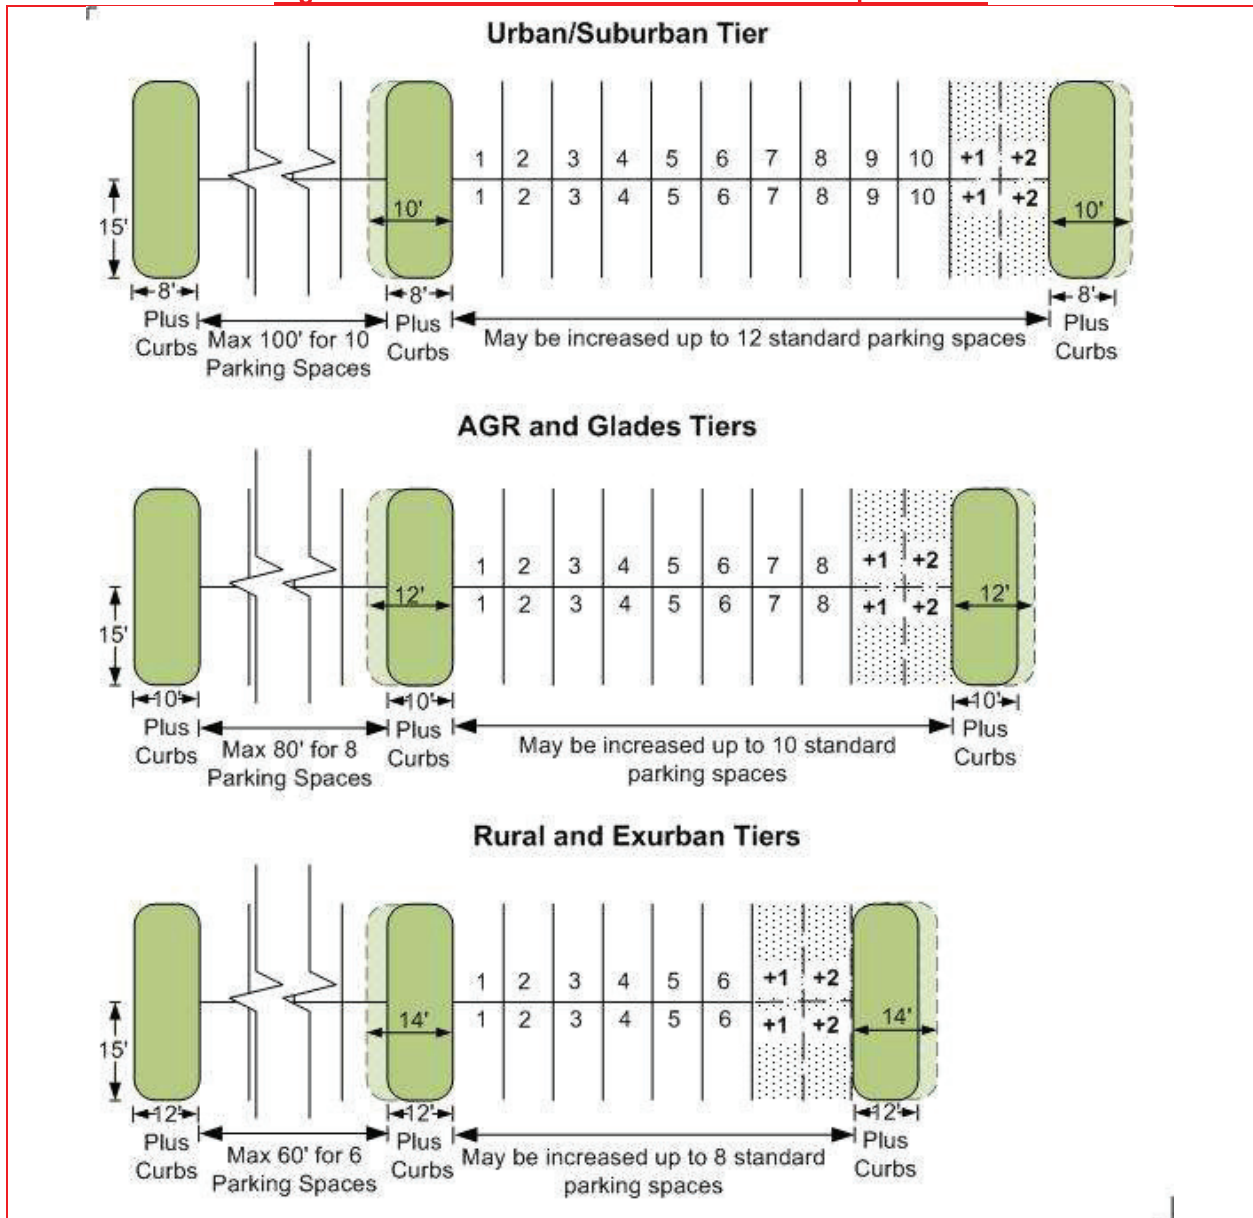 Urban/Suburban Tier
1 2 3 4 5 6 7 8 9 10 +1 +2
1 2 3 4 5 6 7 8 9 10 +1 +2
15'
10'
10'
8'
8'
8'
Plus
Curbs
Max 100' for 10
Parking Spaces
Plus
Curbs
May be increased up to 12 standard parking spaces
Plus
Curbs
AGR and Glades Tiers
1 2 3 4 5 6 7 8 +1 +2
1 2 3 4 5 6 7 8 +1 +2
15'
12'
12'
10'
10'
10'
Plus
Curbs
Max 80' for 8
Parking Spaces
Plus
Curbs
May be increased up to 10 standard
parking spaces
Plus
Curbs
Rural and Exurban Tiers
1 2 3 4 5 6 +1 +2
1 2 3 4 5 6 +1 +2
15'
14'
14'
12'
12'
12'
Plus
Curbs
Max 60' for 6
Parking Spaces
Plus
Curbs
May be increased up to 8 standard
parking spaces
Plus
Curbs